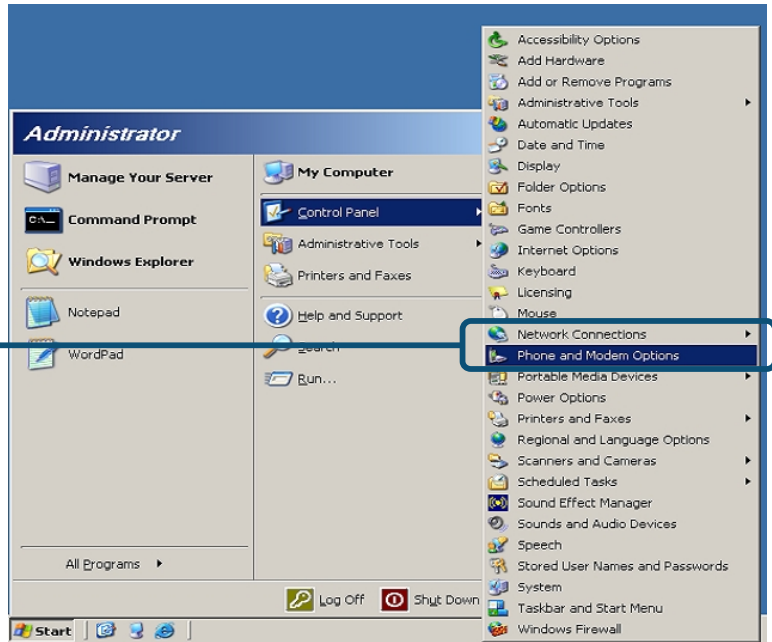 Administrator
Manage Your Server
Command Prompt
Windows Explorer
Notepad
WordPad
All Programs
My Computer
Control Panel
Administrative Tools
Printers and Faxes
Help and Support
Search
Run...
Log Off
Shut Down
Start
Accessibility Options
Add Hardware
Add or Remove Programs
Administrative Tools
Automatic Updates
Date and Time
Display
Folder Options
Fonts
Game Controllers
Internet Options
Keyboard
Licensing
Mouse
Network Connections
Phone and Modem Options
Portable Media Devices
Power Options
Printers and Faxes
Regional and Language Options
Scanners and Cameras
Scheduled Tasks
Sound Effect Manager
Sounds and Audio Devices
Speech
Stored User Names and Passwords
System
Taskbar and Start Menu
Windows Firewall